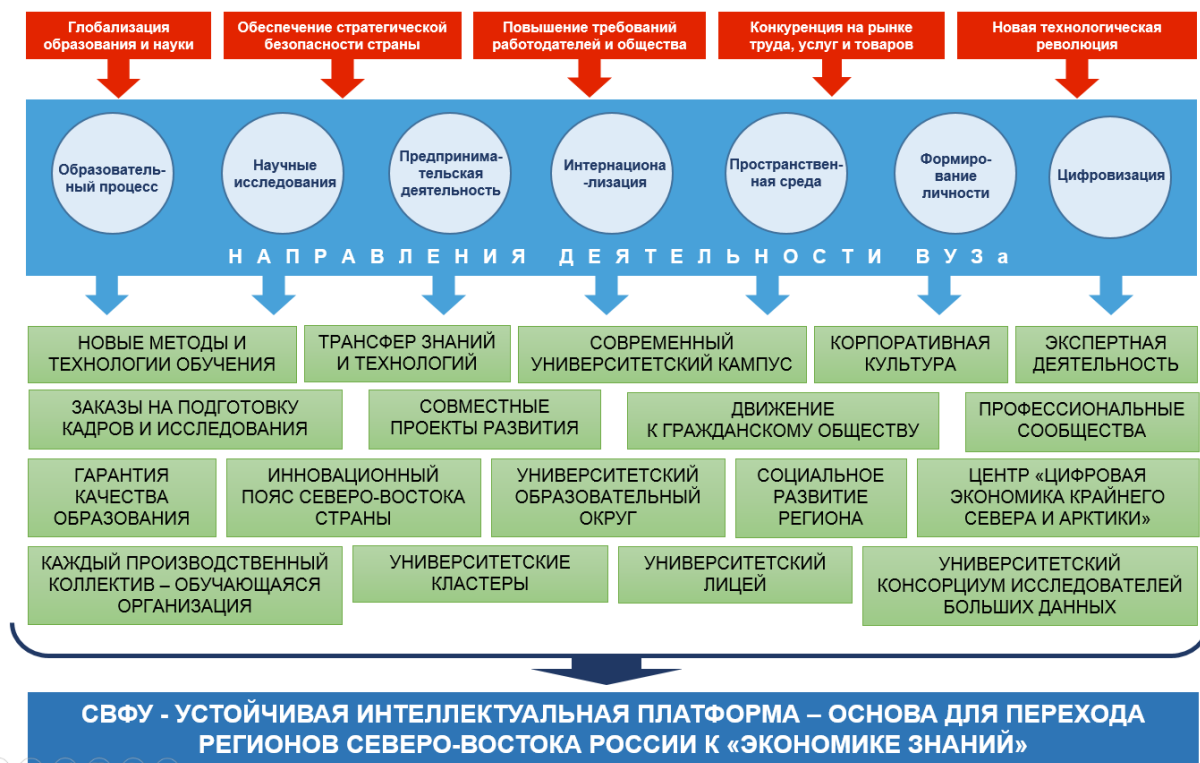 Глобализация
образования и науки
Обеспечение стратегической
безопасности страны
Повышение требований
работодателей и общества
Конкуренция на рынке
труда, услуг и товаров
Новая технологическая
революция
Образователь-
ный процесс
Научные
исследования
Предпринима-
тельская
деятельность
Интернациона
-лизация
Пространствен-
ная среда
Формиро-
вание
личности
Цифровизация
НАПРАВЛЕНИЯ ДЕЯТЕЛЬНОСТИ ВУЗа
НОВЫЕ МЕТОДЫ И
ТЕХНОЛОГИИ ОБУЧЕНИЯ
ТРАНСФЕР ЗНАНИЙ
И ТЕХНОЛОГИЙ
СОВРЕМЕННЫЙ
УНИВЕРСИТЕТСКИЙ КАМПУС
КОРПОРАТИВНАЯ
КУЛЬТУРА
ЭКСПЕРТНАЯ
ДЕЯТЕЛЬНОСТЬ
ЗАКАЗЫ НА ПОДГОТОВКУ
КАДРОВ И ИССЛЕДОВАНИЯ
СОВМЕСТНЫЕ
ПРОЕКТЫ РАЗВИТИЯ
ДВИЖЕНИЕ
К ГРАЖДАНСКОМУ ОБЩЕСТВУ
ПРОФЕССИОНАЛЬНЫЕ
СООБЩЕСТВА
ГАРАНТИЯ
КАЧЕСТВА
ОБРАЗОВАНИЯ
ИННОВАЦИОННЫЙ
ПОЯС СЕВЕРО-ВОСТОКА
СТРАНЫ
УНИВЕРСИТЕТСКИЙ
ОБРАЗОВАТЕЛЬНЫЙ
ОКРУГ
СОЦИАЛЬНОЕ
РАЗВИТИЕ
РЕГИОНА
ЦЕНТР «ЦИФРОВАЯ
ЭКОНОМИКА КРАЙНЕГО
СЕВЕРА И АРКТИКИ»
КАЖДЫЙ ПРОИЗВОДСТВЕННЫЙ
КОЛЛЕКТИВ – ОБУЧАЮЩАЯСЯ
ОРГАНИЗАЦИЯ
УНИВЕРСИТЕТСКИЕ
КЛАСТЕРЫ
УНИВЕРСИТЕТСКИЙ
ЛИЦЕЙ
УНИВЕРСИТЕТСКИЙ
КОНСОРЦИУМ ИССЛЕДОВАТЕЛЕЙ
БОЛЬШИХ ДАННЫХ
СВФУ - УСТОЙЧИВАЯ ИНТЕЛЛЕКТУАЛЬНАЯ ПЛАТФОРМА – ОСНОВА ДЛЯ ПЕРЕХОДА
РЕГИОНОВ СЕВЕРО-ВОСТОКА РОССИИ К «ЭКОНОМИКЕ ЗНАНИЙ»